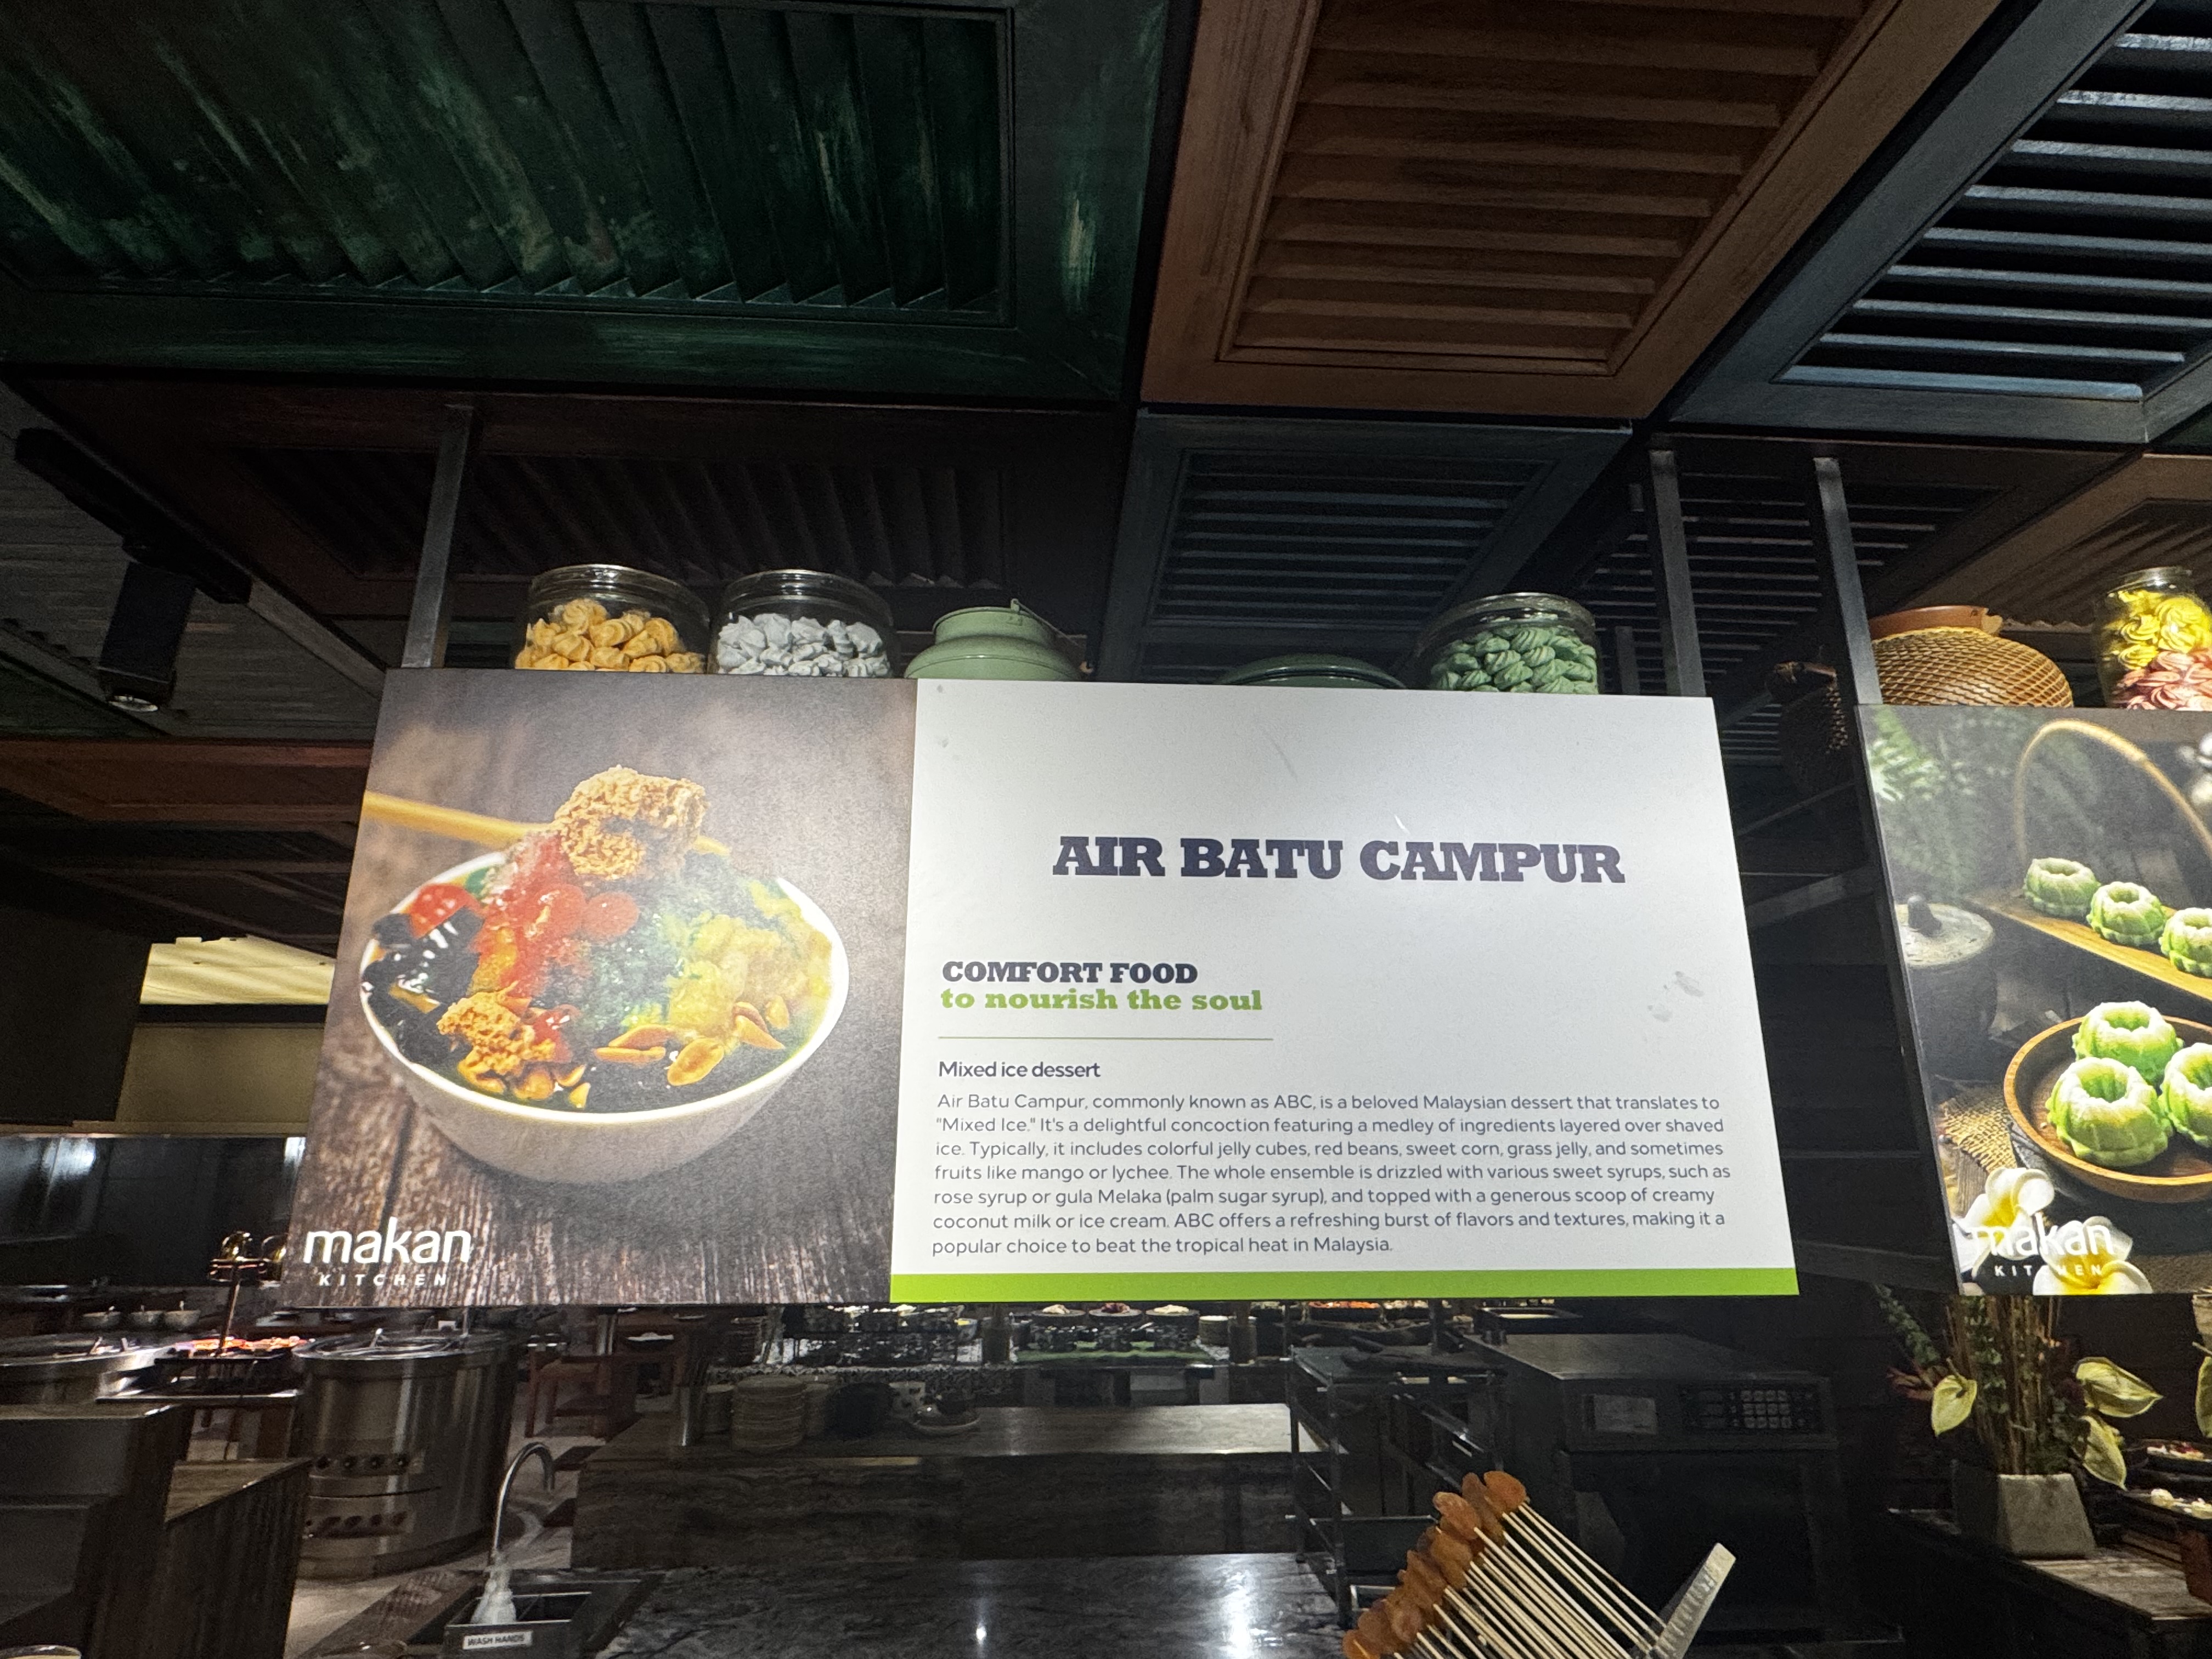 AIR BATU CAMPUR
COMFORT FOOD
to nourish the soul
Mixed ice dessert
Air Batu Campur, commonly known as ABC, is a beloved Malaysian dessert that translates to
"Mixed Ice." It's a delightful concoction featuring a medley of ingredients layered over shaved
ice. Typically, it includes colorful jelly cubes, red beans, sweet corn, grass jelly, and sometimes
fruits like mango or lychee. The whole ensemble is drizzled with various sweet syrups, such as
rose syrup or gula Melaka (palm sugar syrup), and topped with a generous scoop of creamy
coconut milk or ice cream. ABC offers a refreshing burst of flavors and textures, making it a
popular choice to beat the tropical heat in Malaysia.
makan
KITCHEN
makan
KITCHEN
WASH HANDS